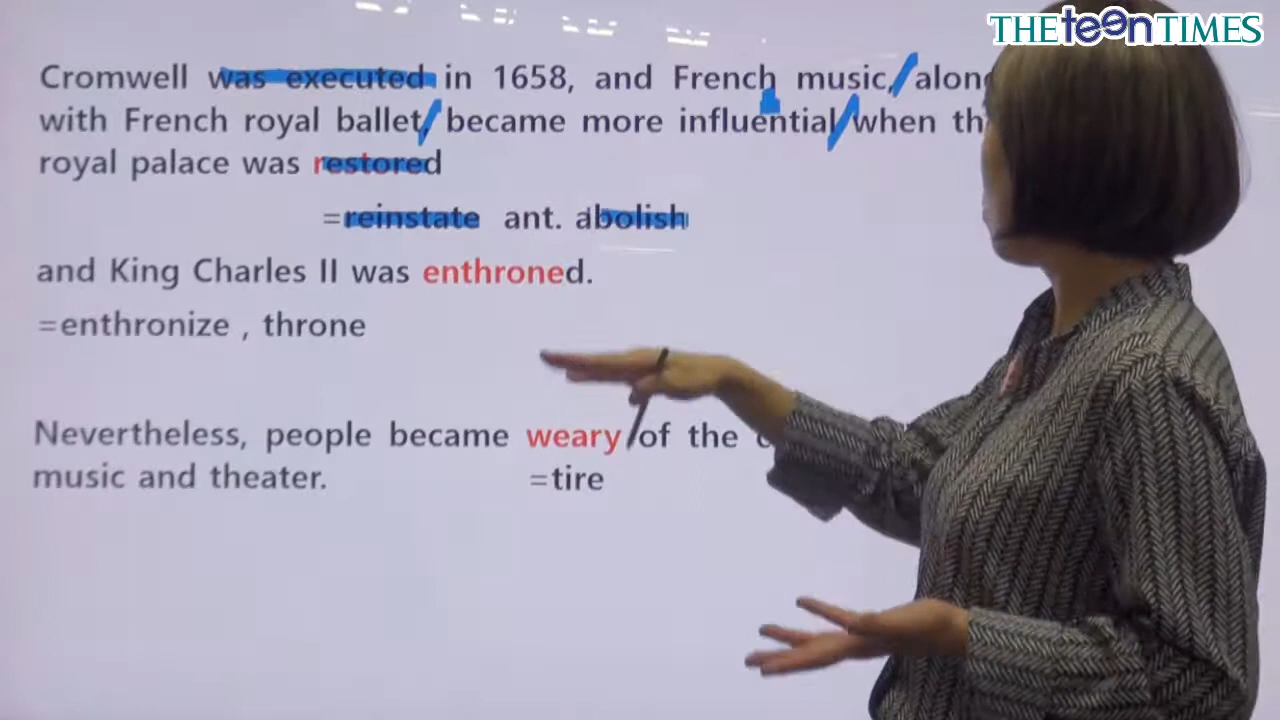 THE teen TIMES
Cromwell was executed in 1658, and French music, along
with French royal ballet, became more influential when
royal palace was restored
=reinstate ant. abolish
and King Charles II was enthroned.
=enthronize , throne
Nevertheless, people became weary of the
music and theater.
=tire